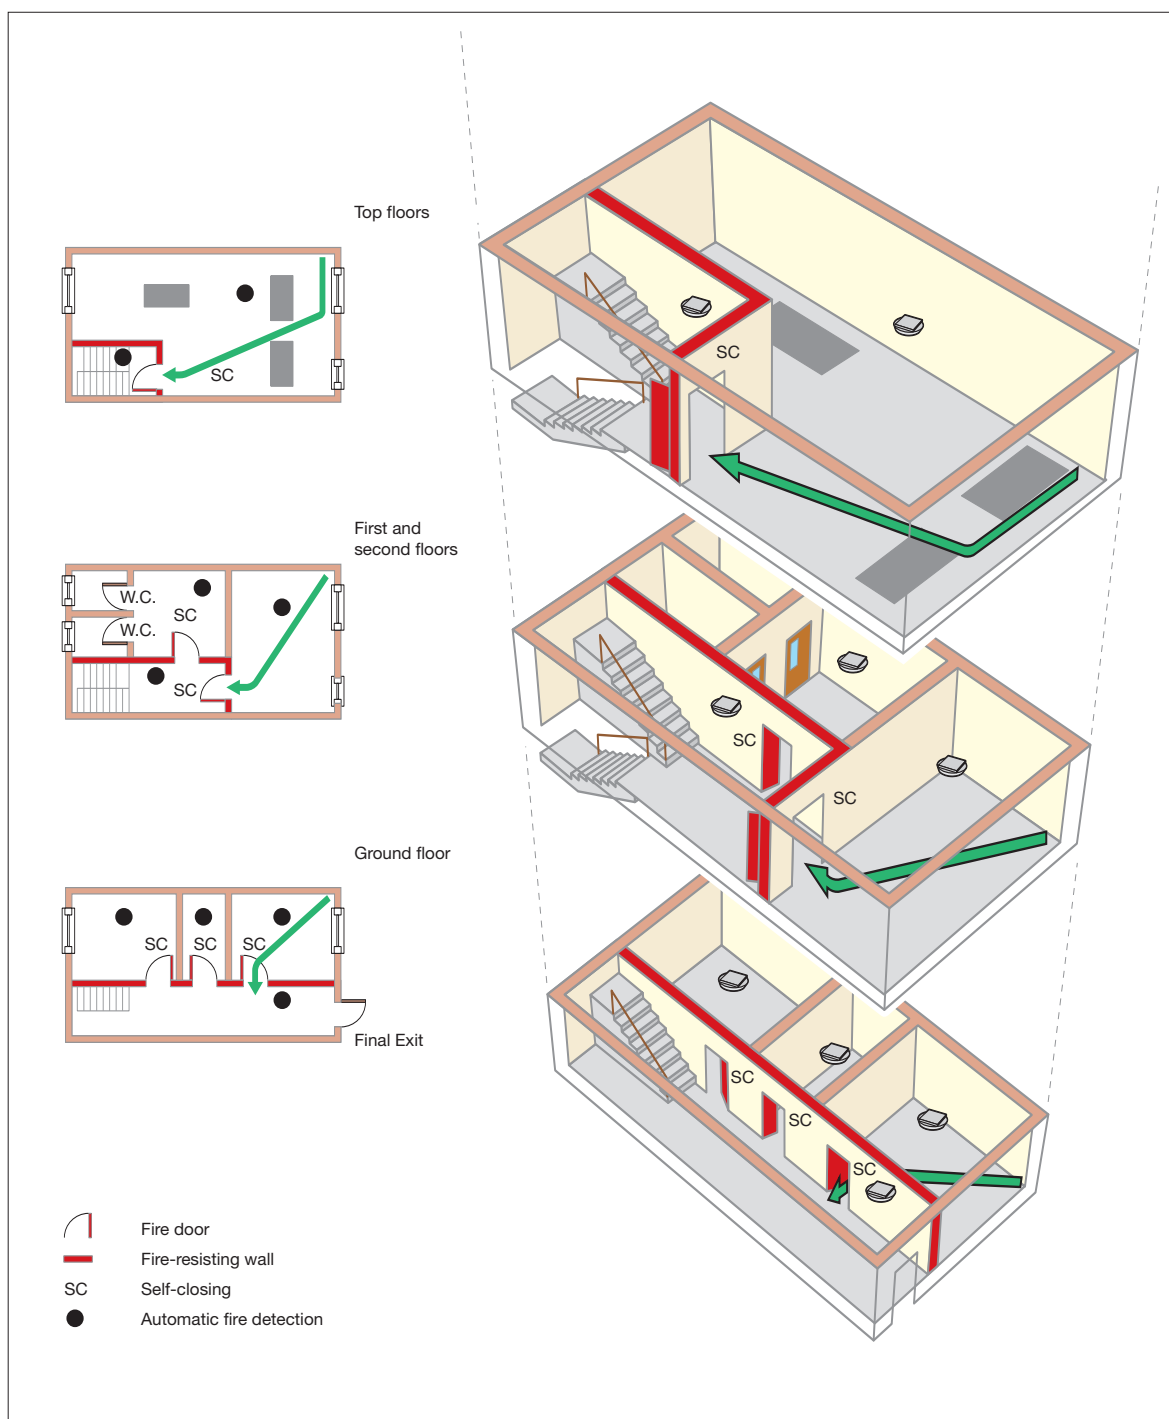 Top floors
SC
SC
First and
second floors
W.C.
SC
W.C.
SC
SC
SC
Ground floor
SC
SC
SC
Final Exit
SC
SC
SC
Fire door
Fire-resisting wall
SC
Self-closing
Automatic fire detection